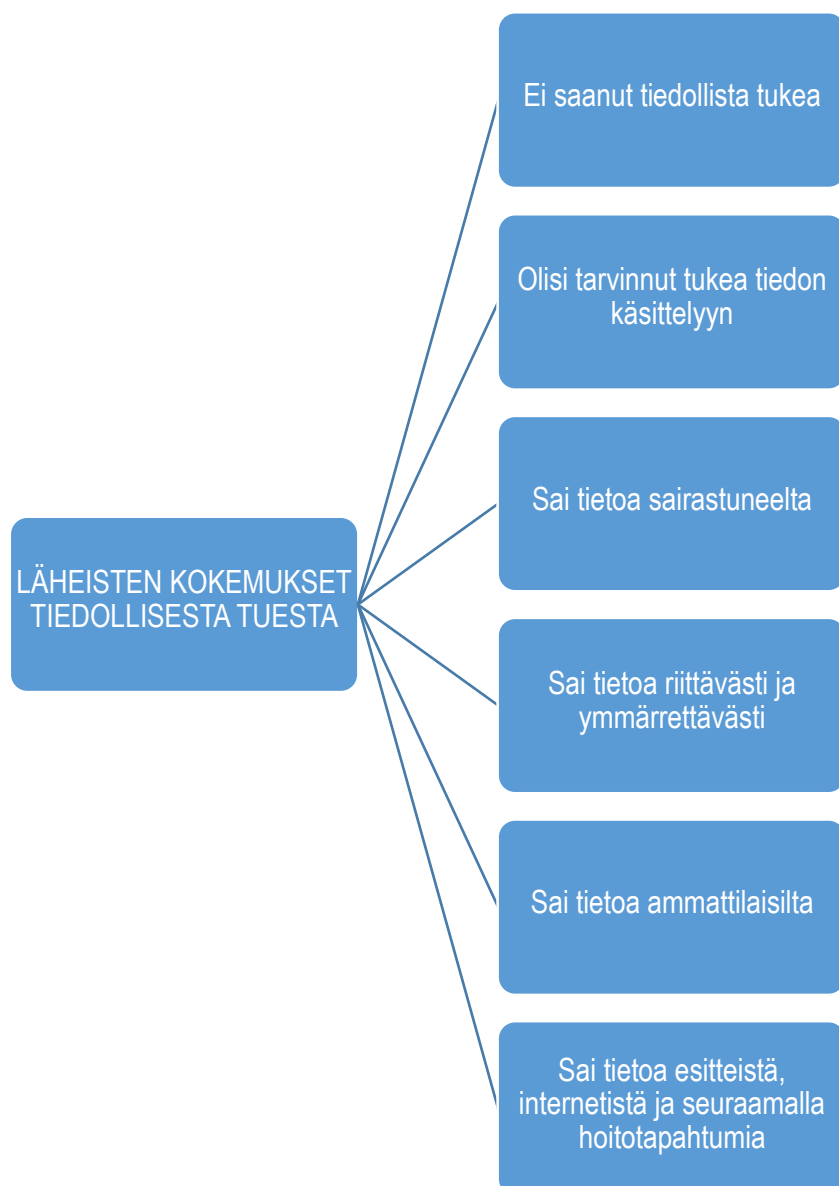 Ei saanut tiedollista tukea
Olisi tarvinnut tukea tiedon
käsittelyyn
Sai tietoa sairastuneelta
LÄHEISTEN KOKEMUKSET
TIEDOLLISESTA TUESTA
Sai tietoa riittävästi ja
ymmärrettävästi
Sai tietoa ammattilaisilta
Sai tietoa esitteistä,
internetistä ja seuraamalla
hoitotapahtumia